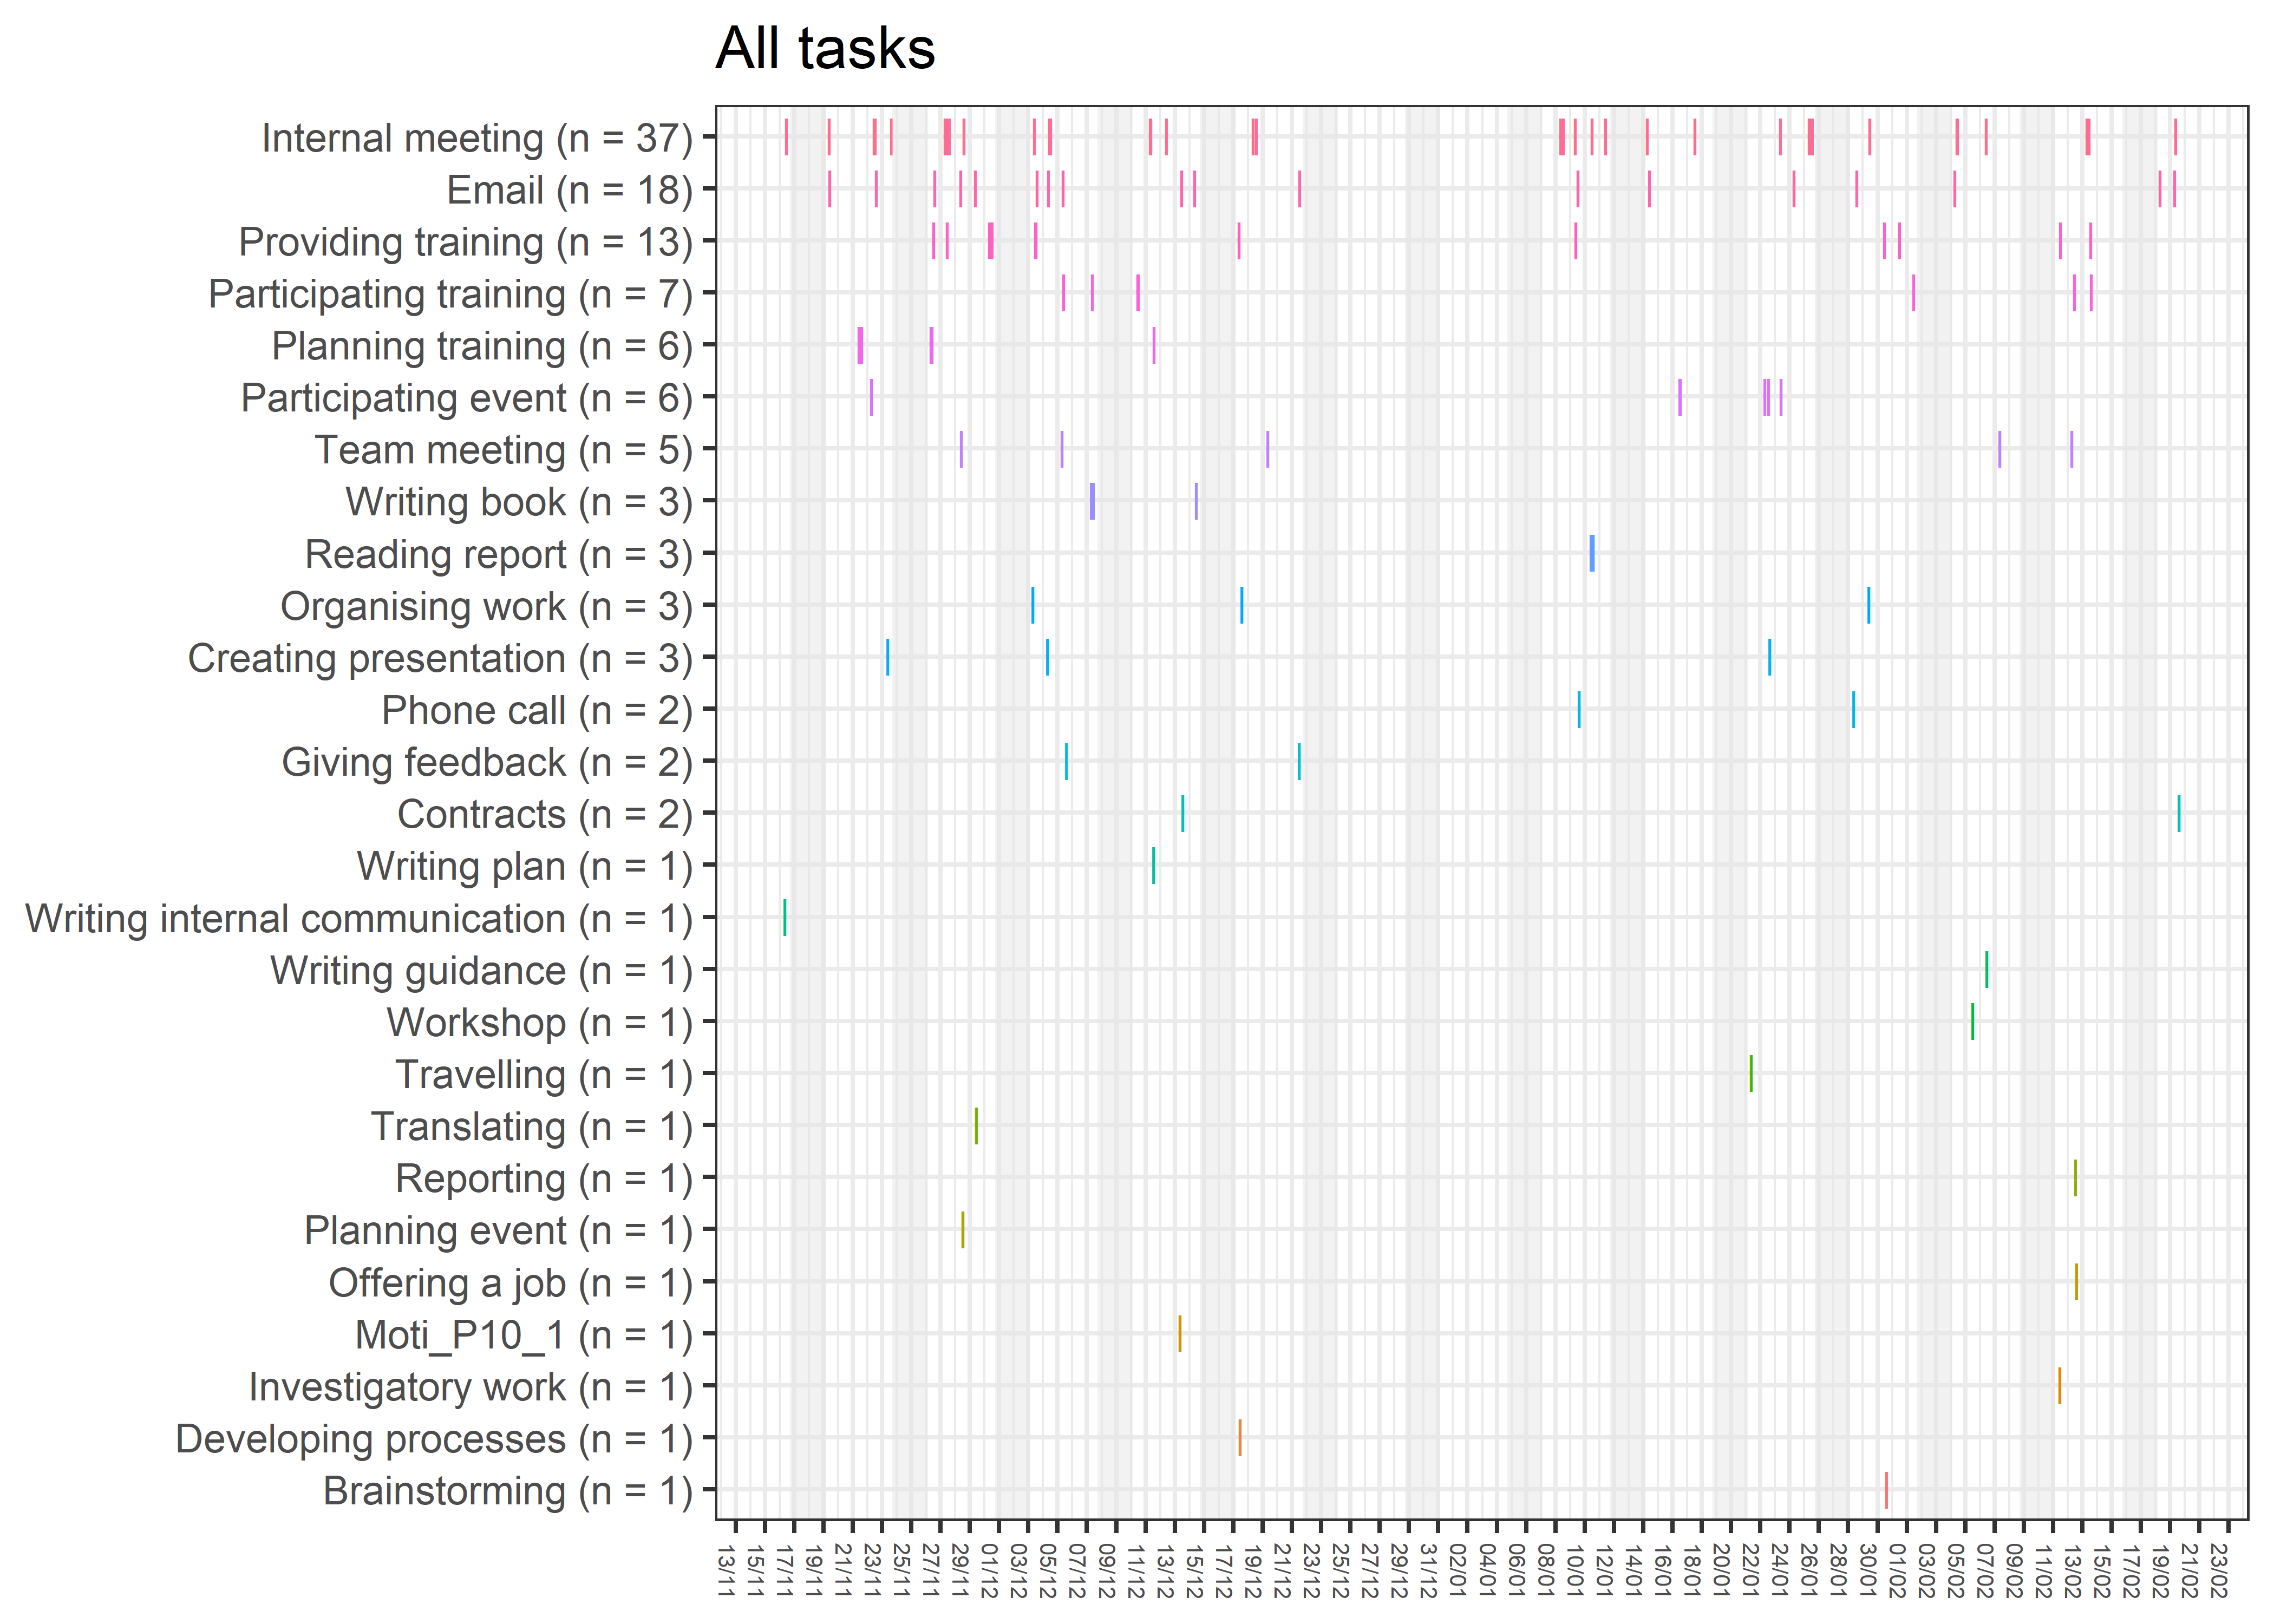 All tasks
Internal meeting (n = 37)
Email (n = 18)
Providing training (n = 13)
Participating training (n = 7)
Planning training (n = 6)
Participating event (n = 6)
Team meeting (n = 5)
Writing book (n = 3)
Reading report (n = 3)
Organising work (n = 3)
Creating presentation (n = 3)
Phone call (n = 2)
Giving feedback (n = 2)
Contracts (n = 2)
Writing plan (n = 1)
Writing internal communication (n = 1)
Writing guidance (n = 1)
Workshop (n = 1)
Travelling (n = 1)
Translating (n = 1)
Reporting (n = 1)
Planning event (n = 1)
Offering a job (n = 1)
Moti_P10_1 (n = 1)
Investigatory work (n = 1)
Developing processes (n = 1)
Brainstorming (n = 1)
13/11
15/11
17/11
19/11
21/11
23/11
25/11
27/11
29/11
01/12
03/12
05/12
07/12
09/12
11/12
13/12
15/12
17/12
19/12
21/12
23/12
25/12
27/12
29/12
31/12
02/01
04/01
06/01
08/01
10/01
12/01
14/01
16/01
18/01
20/01
22/01
24/01
26/01
28/01
30/01
01/02
03/02
05/02
07/02
09/02
11/02
13/02
15/02
17/02
19/02
21/02
23/02